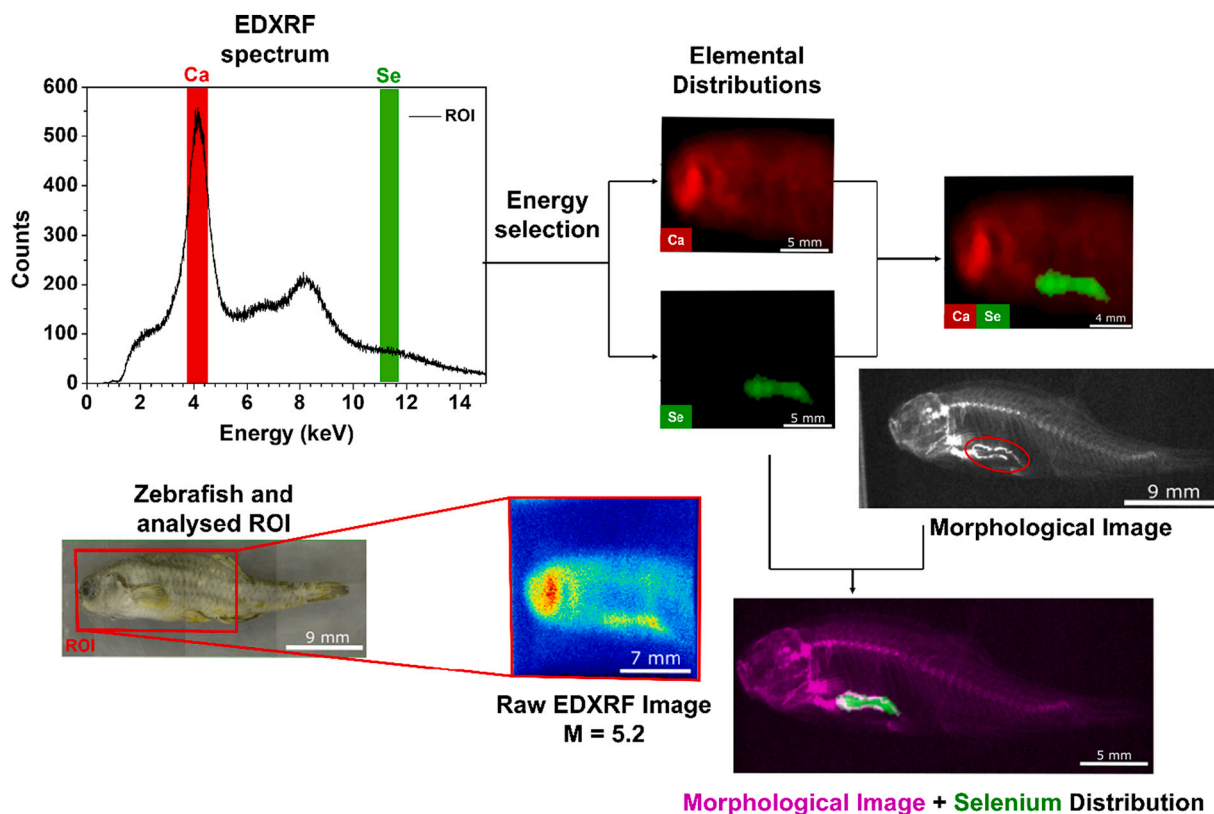 EDXRF
spectrum
Ca
Se
600
500
400
300
200
100
0
Counts
ROI
0 2 4 6 8 10 12 14
Energy (keV)
Energy
selection
Elemental
Distributions
Ca
5 mm
Se
5 mm
Ca Se
4 mm
9 mm
Morphological Image
Zebrafish and
analysed ROI
ROI
9 mm
7 mm
Raw EDXRF Image
M = 5.2
5 mm
Morphological Image + Selenium Distribution